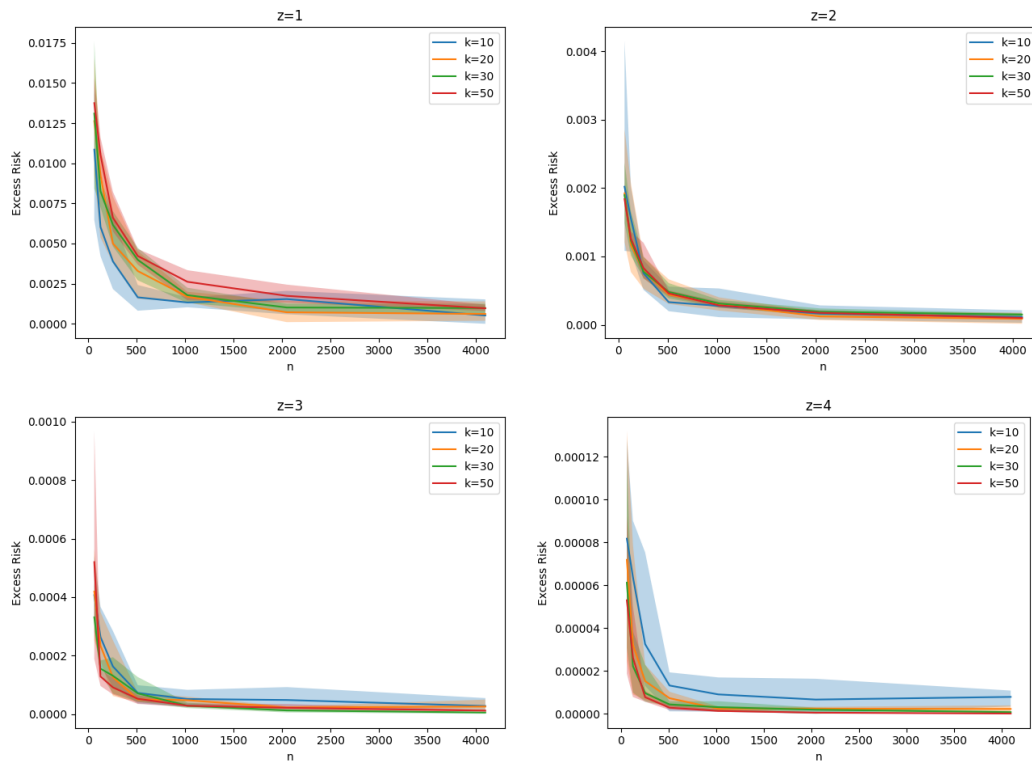 z=1
0.0175
0.0150
0.0125
0.0100
0.0075
0.0050
0.0025
0.0000
Excess Risk
k=10
k=20
k=30
k=50
0 500 1000 1500 2000 2500 3000 3500 4000
n
z=2
0.004
0.003
0.002
0.001
0.000
Excess Risk
k=10
k=20
k=30
k=50
0 500 1000 1500 2000 2500 3000 3500 4000
n
z=3
0.0010
0.0008
0.0006
0.0004
0.0002
0.0000
Excess Risk
k=10
k=20
k=30
k=50
0 500 1000 1500 2000 2500 3000 3500 4000
n
z=4
0.00012
0.00010
0.00008
0.00006
0.00004
0.00002
0.00000
Excess Risk
k=10
k=20
k=30
k=50
0 500 1000 1500 2000 2500 3000 3500 4000
n